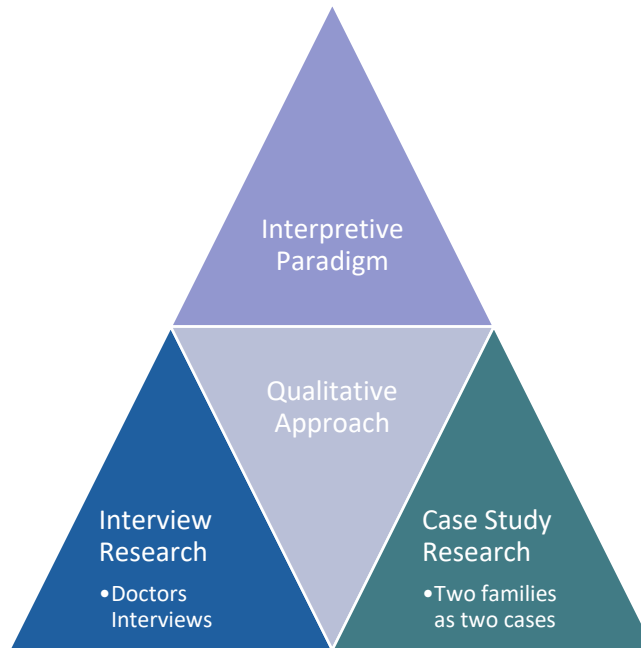 Interpretive
Paradigm
Qualitative
Approach
Interview
Research
•Doctors
Interviews
Case Study
Research
•Two families
as two cases